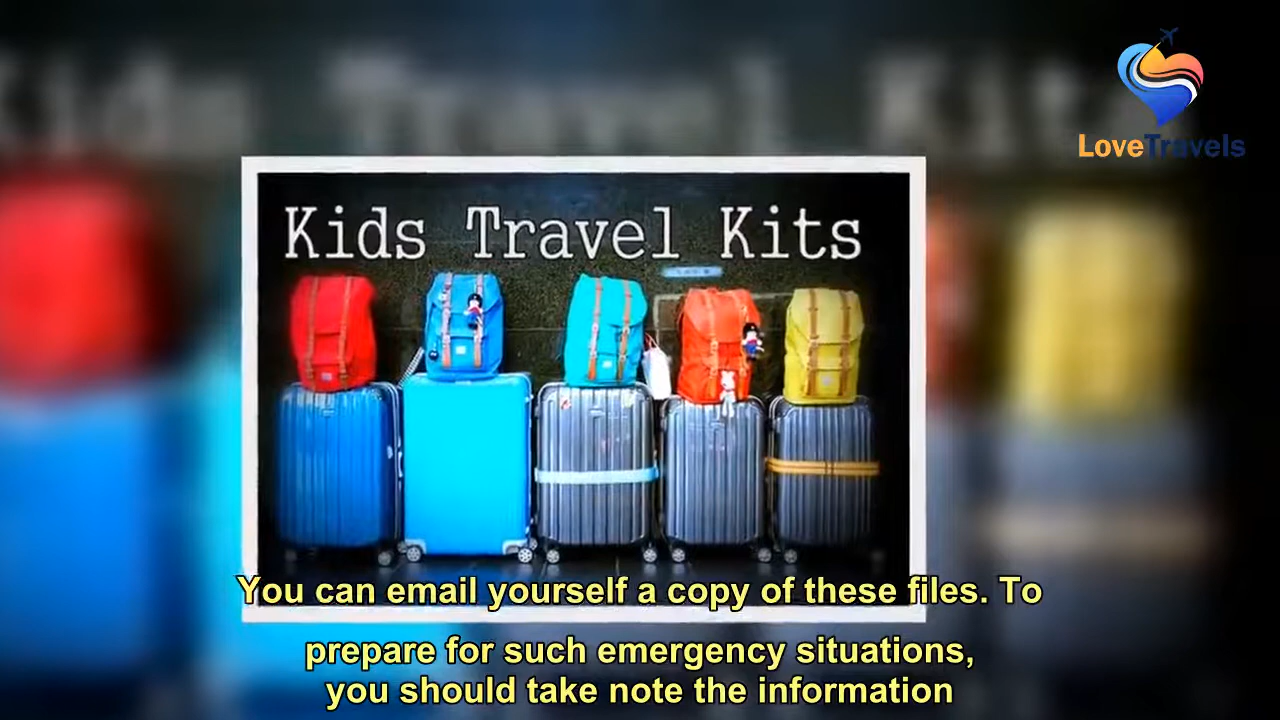 LoveTravels
Kids Travel Kits
You can email yourself a copy of these files. To
prepare for such emergency situations,
you should take note the information